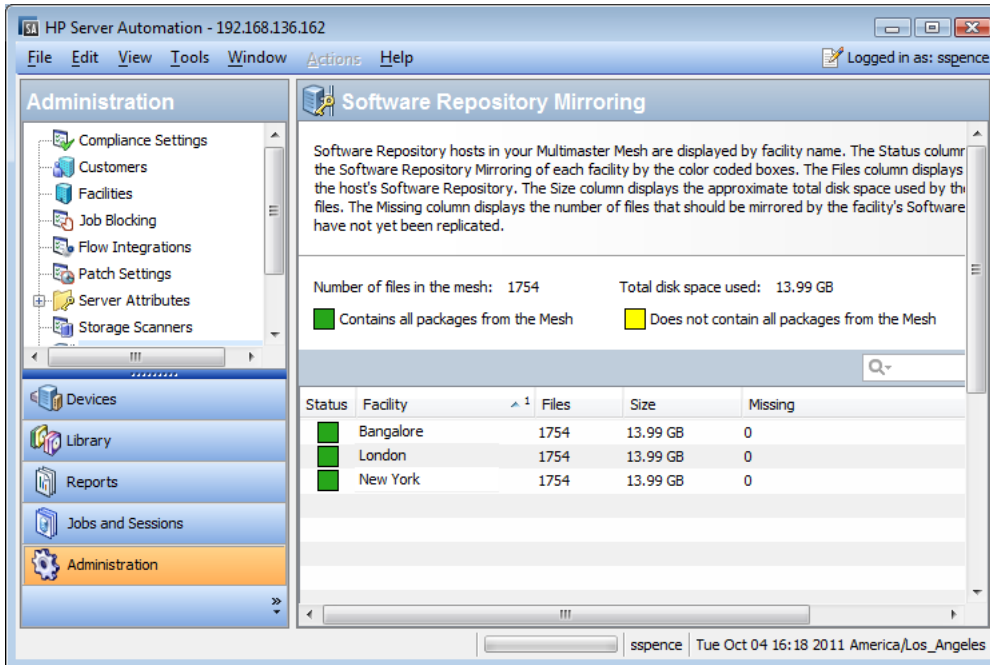 SA HP Server Automation - 192.168.136.162
File Edit View Tools Window Actions Help Logged in as: sspence
Administration
Compliance Settings
Customers
Facilities
Job Blocking
Flow Integrations
Patch Settings
Server Attributes
Storage Scanners
Devices
Library
Reports
Jobs and Sessions
Administration
»
Software Repository Mirroring
Software Repository hosts in your Multimaster Mesh are displayed by facility name. The Status column
the Software Repository Mirroring of each facility by the color coded boxes. The Files column displays
the host's Software Repository. The Size column displays the approximate total disk space used by the
files. The Missing column displays the number of files that should be mirrored by the facility's Software
have not yet been replicated.
Number of files in the mesh: 1754 Total disk space used: 13.99 GB
Contains all packages from the Mesh Does not contain all packages from the Mesh
Status Facility 1 Files Size Missing
Bangalore 1754 13.99 GB 0
London 1754 13.99 GB 0
New York 1754 13.99 GB 0
sspence Tue Oct 04 16:18 2011 America/Los_Angeles